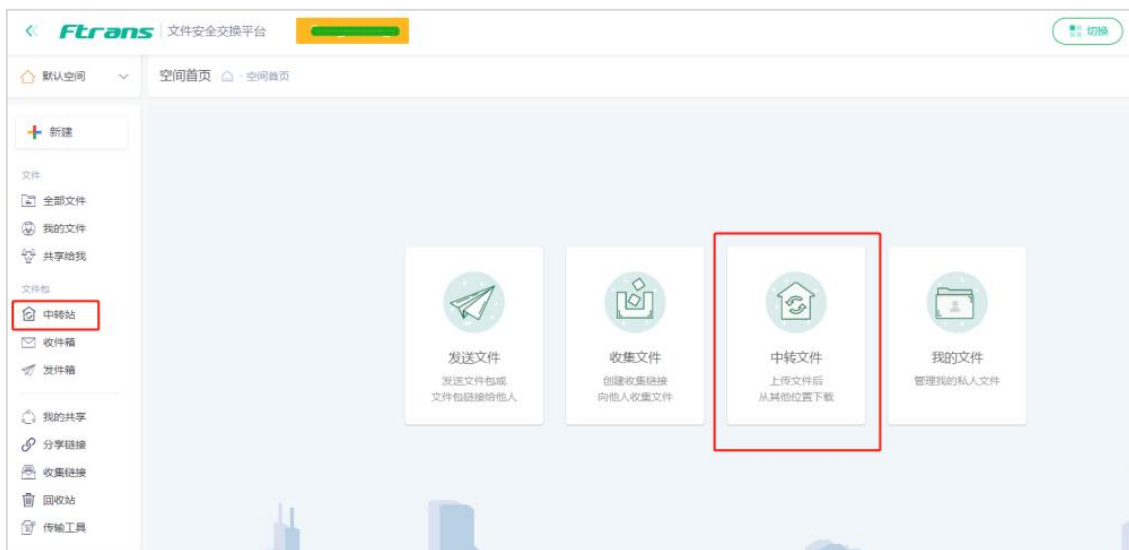 Ftrans 文件安全交换平台
切换
默认空间
空间首页 空间首页
新建
文件
全部文件
我的文件
共享给我
文件包
中转站
收件箱
发件箱
我的共享
分享链接
收集链接
回收站
传输工具
发送文件
发送文件包或
文件包链接给他人
收集文件
创建收集链接
向他人收集文件
中转文件
上传文件后
从其他位置下载
我的文件
管理我的私人文件